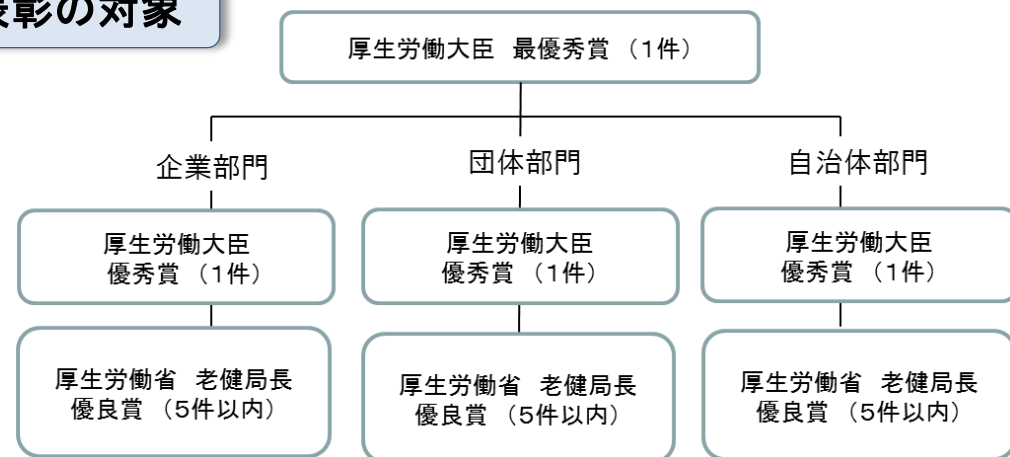 表彰の対象
厚生労働大臣 最優秀賞 （1件）
企業部門
団体部門
自治体部門
厚生労働大臣
優秀賞 （1件）
厚生労働大臣
優秀賞 （1件）
厚生労働大臣
優秀賞 （1件）
厚生労働省 老健局長
優良賞 （5件以内）
厚生労働省 老健局長
優良賞 （5件以内）
厚生労働省 老健局長
優良賞 （5件以内）